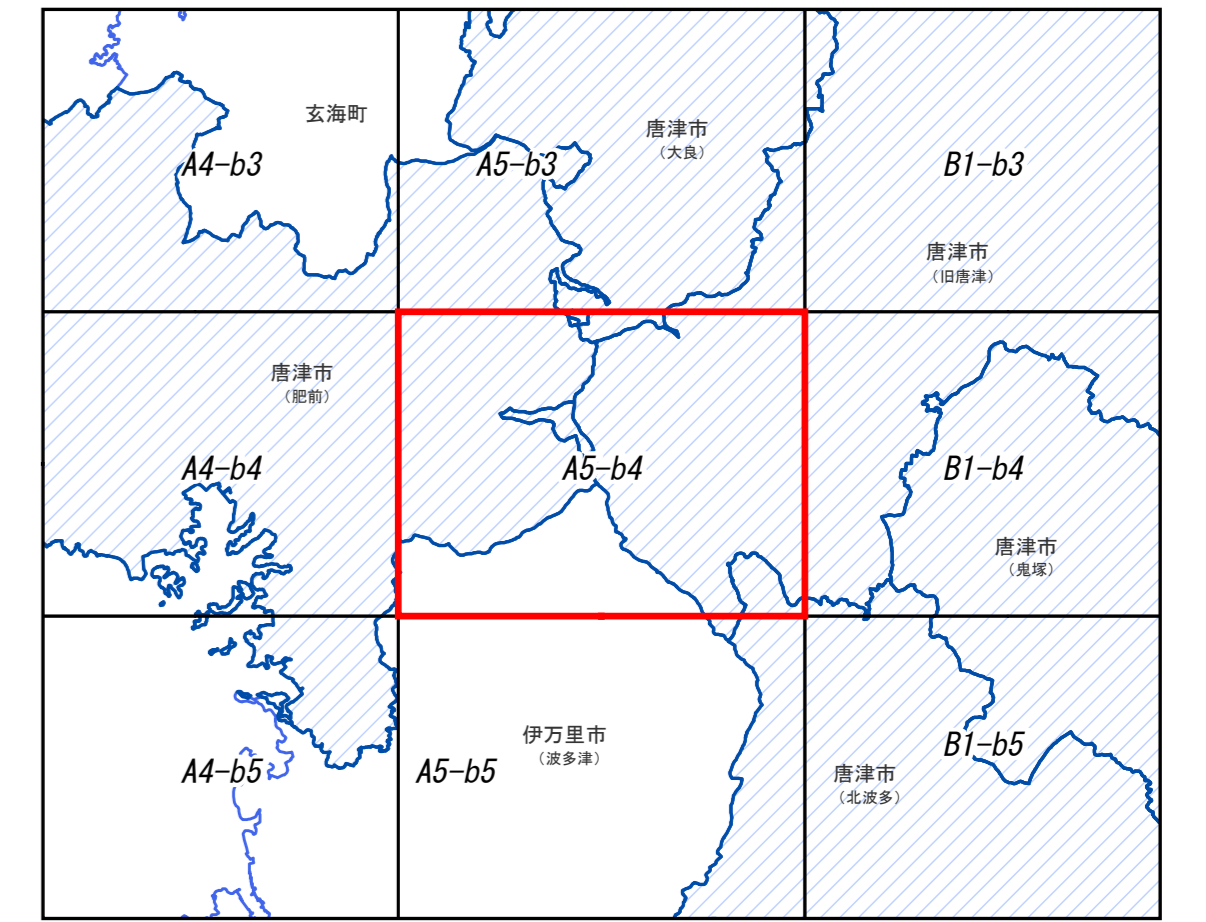 玄海町
A4-b3
唐津市
（大良）
A5-b3
B1-b3
唐津市
（旧唐津）
唐津市
（肥前）
A4-b4
A5-b4
B1-b4
唐津市
（鬼塚）
A4-b5
伊万里市
（波多津）
A5-b5
B1-b5
唐津市
（北波多）